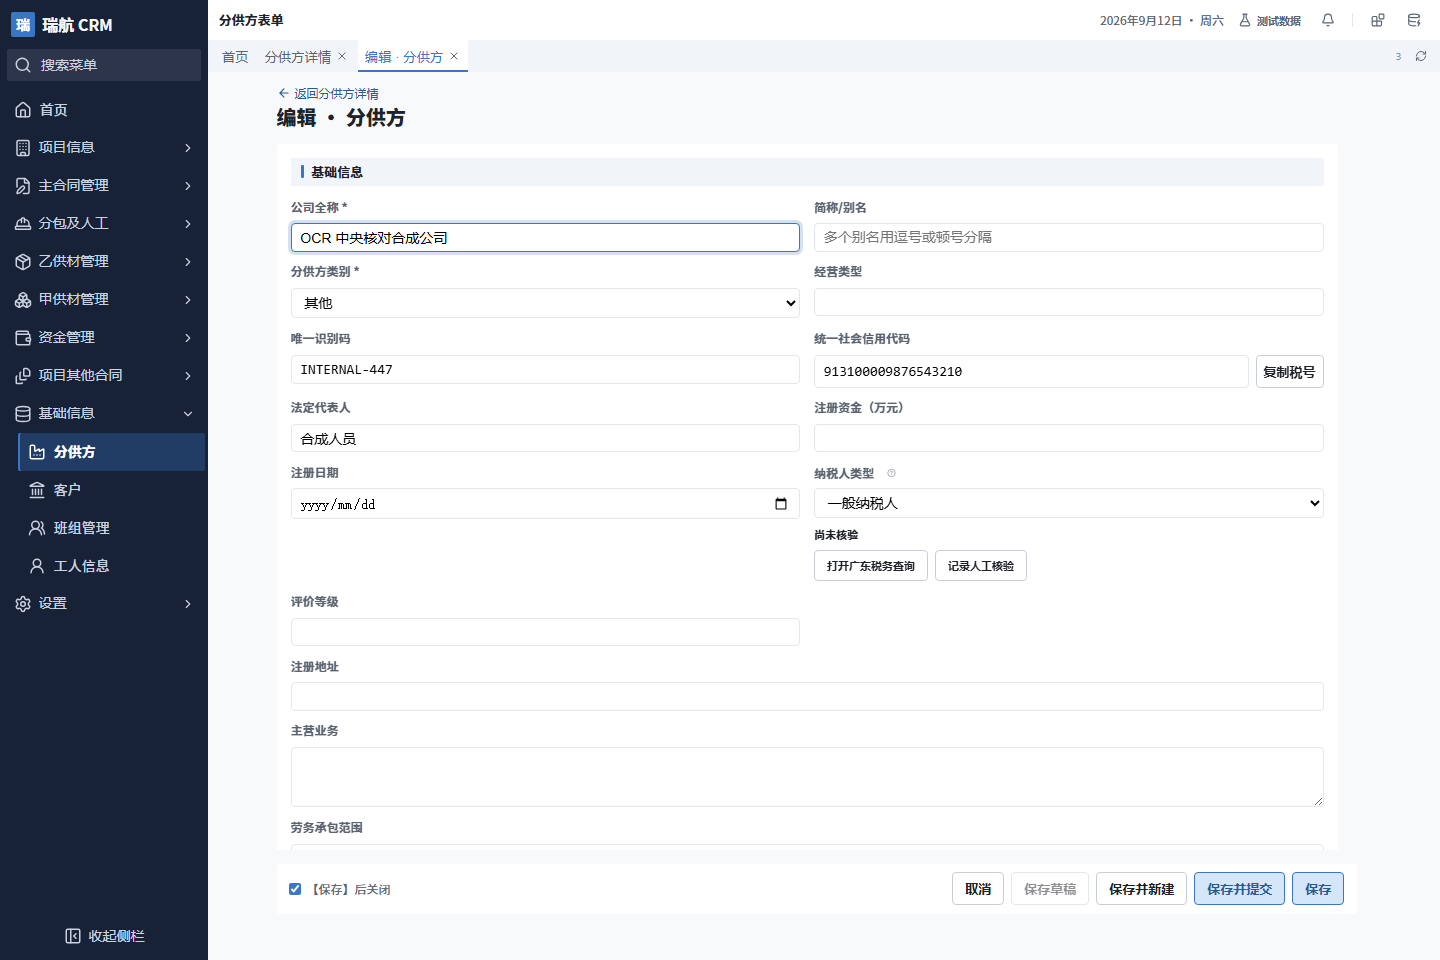 瑞 瑞航 CRM
搜索菜单
首页
项目信息
主合同管理
分包及人工
乙供材管理
甲供材管理
资金管理
项目其他合同
基础信息
分供方
客户
班组管理
工人信息
设置
收起侧栏
分供方表单
2026年9月12日 · 周六 测试数据
首页 分供方详情 × 编辑 · 分供方 ×
3
← 返回分供方详情
编辑 · 分供方
基础信息
公司全称 * 简称/别名
OCR 中央核对合成公司 多个别名用逗号或顿号分隔
分供方类别 * 经营类型
其他
唯一识别码 统一社会信用代码
INTERNAL-447 913100009876543210 复制税号
法定代表人 注册资金（万元）
合成人员
注册日期 纳税人类型
yyyy/mm/dd 一般纳税人
尚未核验
打开广东税务查询 记录人工核验
评价等级
注册地址
主营业务
劳务承包范围
【保存】后关闭 取消 保存草稿 保存并新建 保存并提交 保存